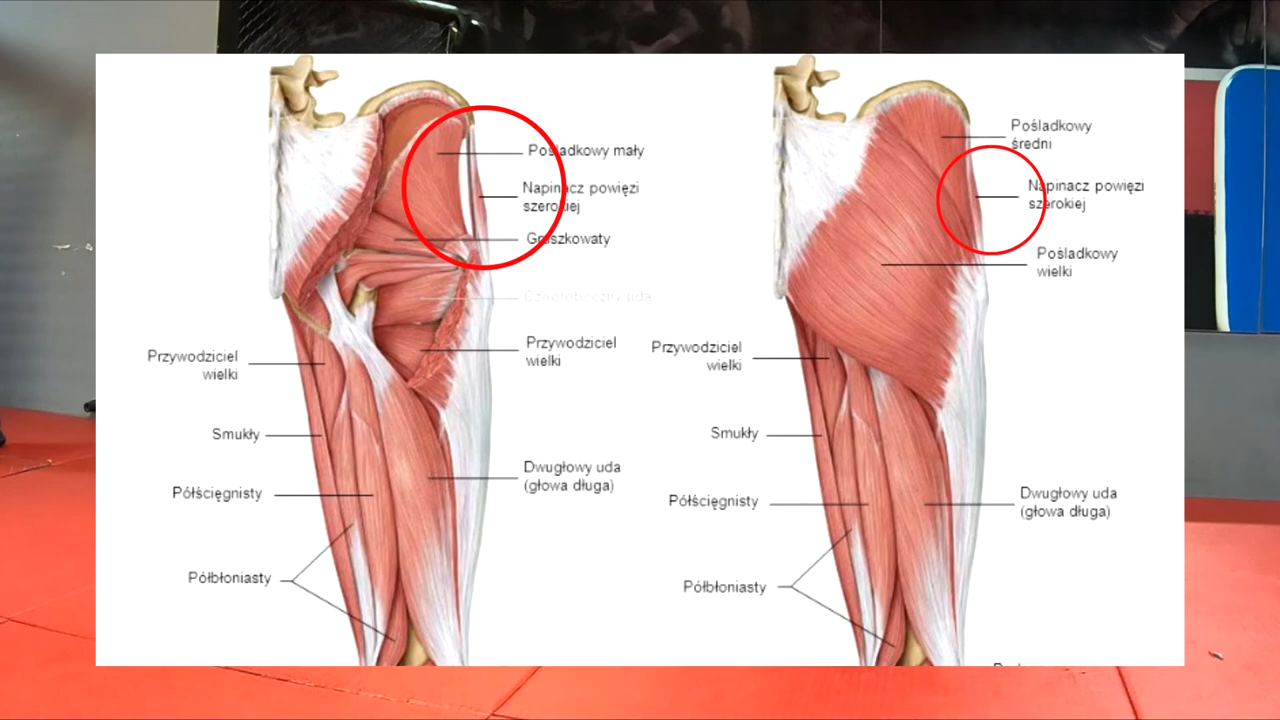 Pośladkowy mały
Napinacz powięzi
szerokiej
Gruszkowaty
Czworoboczny uda
Przywodziciel
wielki
Przywodziciel
wielki
Smukły
Półścięgnisty
Dwugłowy uda
(głowa długa)
Półbłoniasty
Pośladkowy
średni
Napinacz powięzi
szerokiej
Pośladkowy
wielki
Przywodziciel
wielki
Smukły
Półścięgnisty
Dwugłowy uda
(głowa długa)
Półbłoniasty